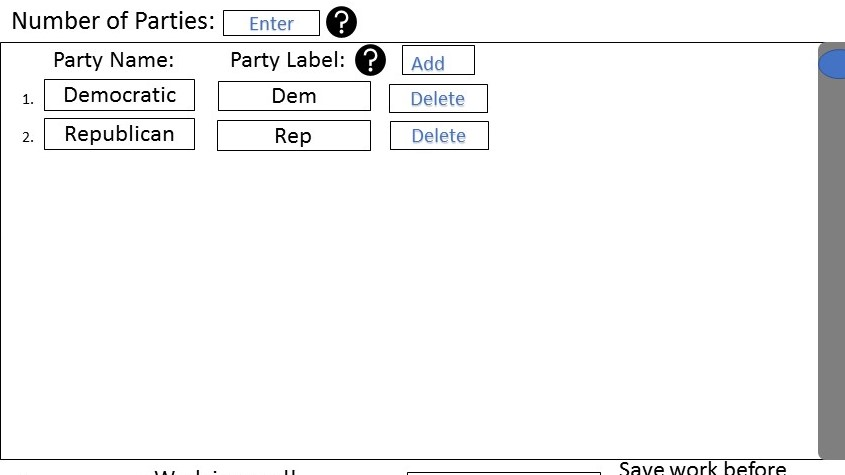 Number of Parties: Enter ?
Party Name: Party Label: ? Add
1. Democratic Dem Delete
2. Republican Rep Delete
Save work before